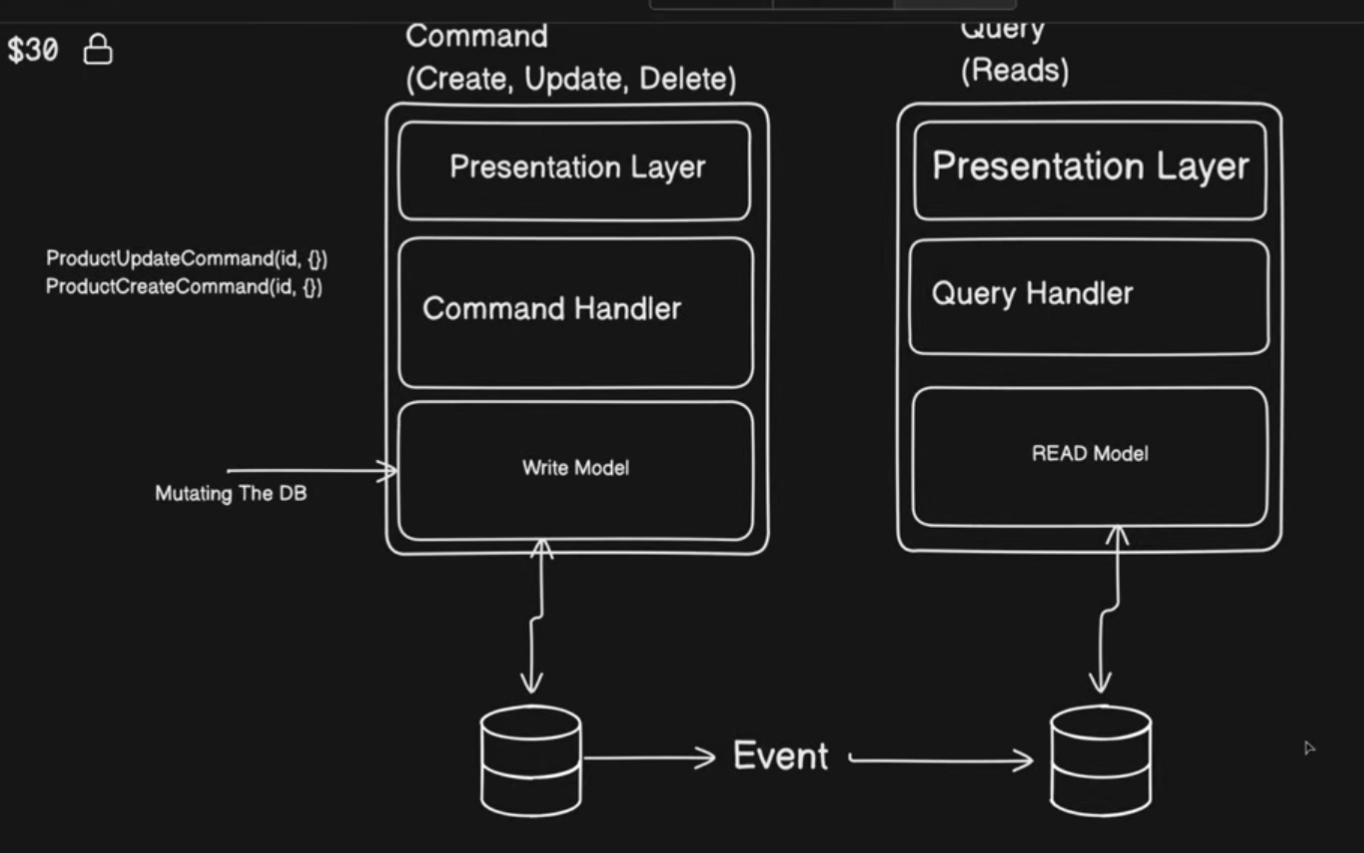 $30
Command
(Create, Update, Delete)
Presentation Layer
ProductUpdateCommand(id, {})
ProductCreateCommand(id, {})
Command Handler
Write Model
Mutating The DB
Query
(Reads)
Presentation Layer
Query Handler
READ Model
Event